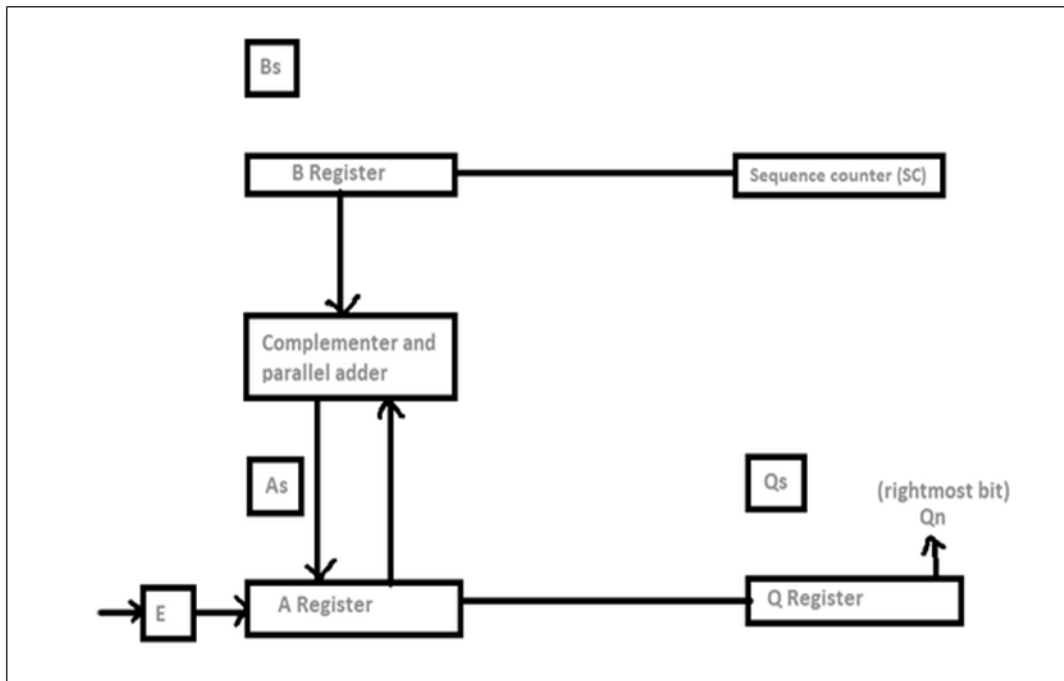 Bs
B Register
Sequence counter (SC)
Complementer and
parallel adder
As
Qs
(rightmost bit)
Qn
E
A Register
Q Register